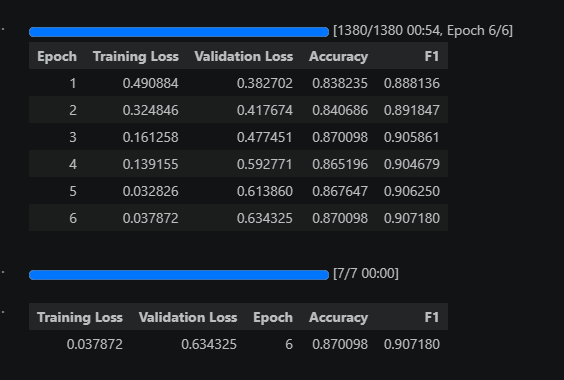 [1380/1380 00:54, Epoch 6/6]
Epoch Training Loss Validation Loss Accuracy F1
1 0.490884 0.382702 0.838235 0.888136
2 0.324846 0.417674 0.840686 0.891847
3 0.161258 0.477451 0.870098 0.905861
4 0.139155 0.592771 0.865196 0.904679
5 0.032826 0.613860 0.867647 0.906250
6 0.037872 0.634325 0.870098 0.907180
[7/7 00:00]
Training Loss Validation Loss Epoch Accuracy F1
0.037872 0.634325 6 0.870098 0.907180